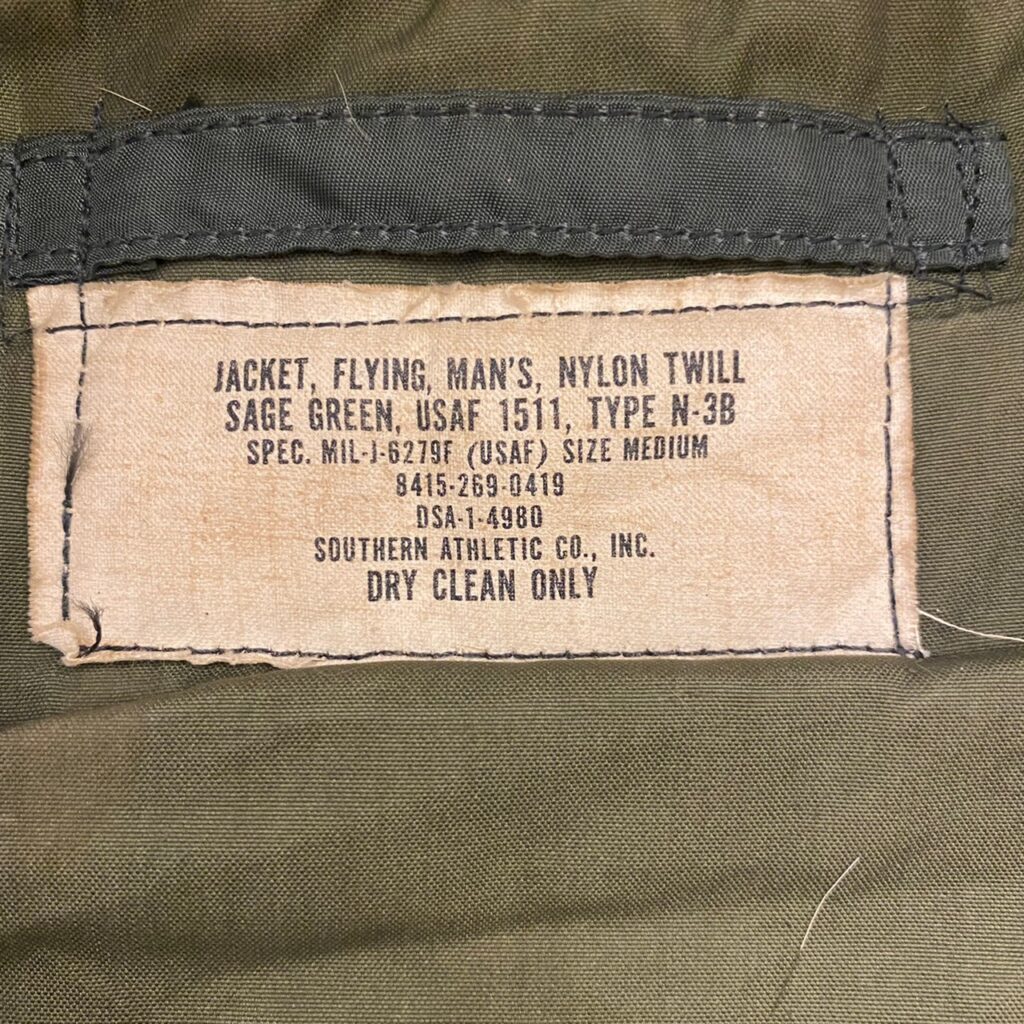 JACKET, FLYING, MAN'S, NYLON TWILL
SAGE GREEN, USAF 1511, TYPE N-3B
SPEC. MIL-J-6279F (USAF) SIZE MEDIUM
8415-269-0419
DSA-1-4980
SOUTHERN ATHLETIC CO., INC.
DRY CLEAN ONLY